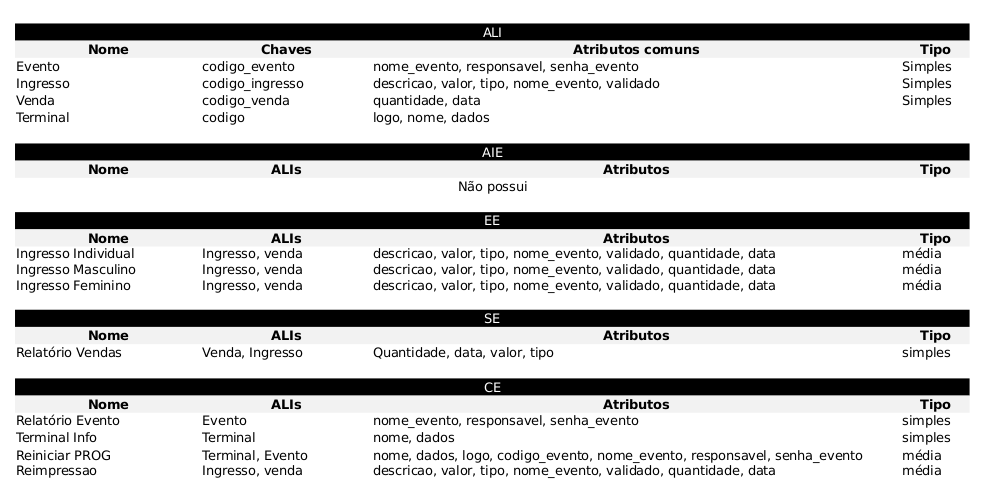 ALI
Nome Chaves Atributos comuns Tipo
Evento codigo_evento nome_evento, responsavel, senha_evento Simples
Ingresso codigo_ingresso descricao, valor, tipo, nome_evento, validado Simples
Venda codigo_venda quantidade, data Simples
Terminal codigo logo, nome, dados
AIE
Nome ALIs Atributos Tipo
Não possui
EE
Nome ALIs Atributos Tipo
Ingresso Individual Ingresso, venda descricao, valor, tipo, nome_evento, validado, quantidade, data média
Ingresso Masculino Ingresso, venda descricao, valor, tipo, nome_evento, validado, quantidade, data média
Ingresso Feminino Ingresso, venda descricao, valor, tipo, nome_evento, validado, quantidade, data média
SE
Nome ALIs Atributos Tipo
Relatório Vendas Venda, Ingresso Quantidade, data, valor, tipo simples
CE
Nome ALIs Atributos Tipo
Relatório Evento Evento nome_evento, responsavel, senha_evento simples
Terminal Info Terminal nome, dados simples
Reiniciar PROG Terminal, Evento nome, dados, logo, codigo_evento, nome_evento, responsavel, senha_evento média
Reimpressao Ingresso, venda descricao, valor, tipo, nome_evento, validado, quantidade, data média